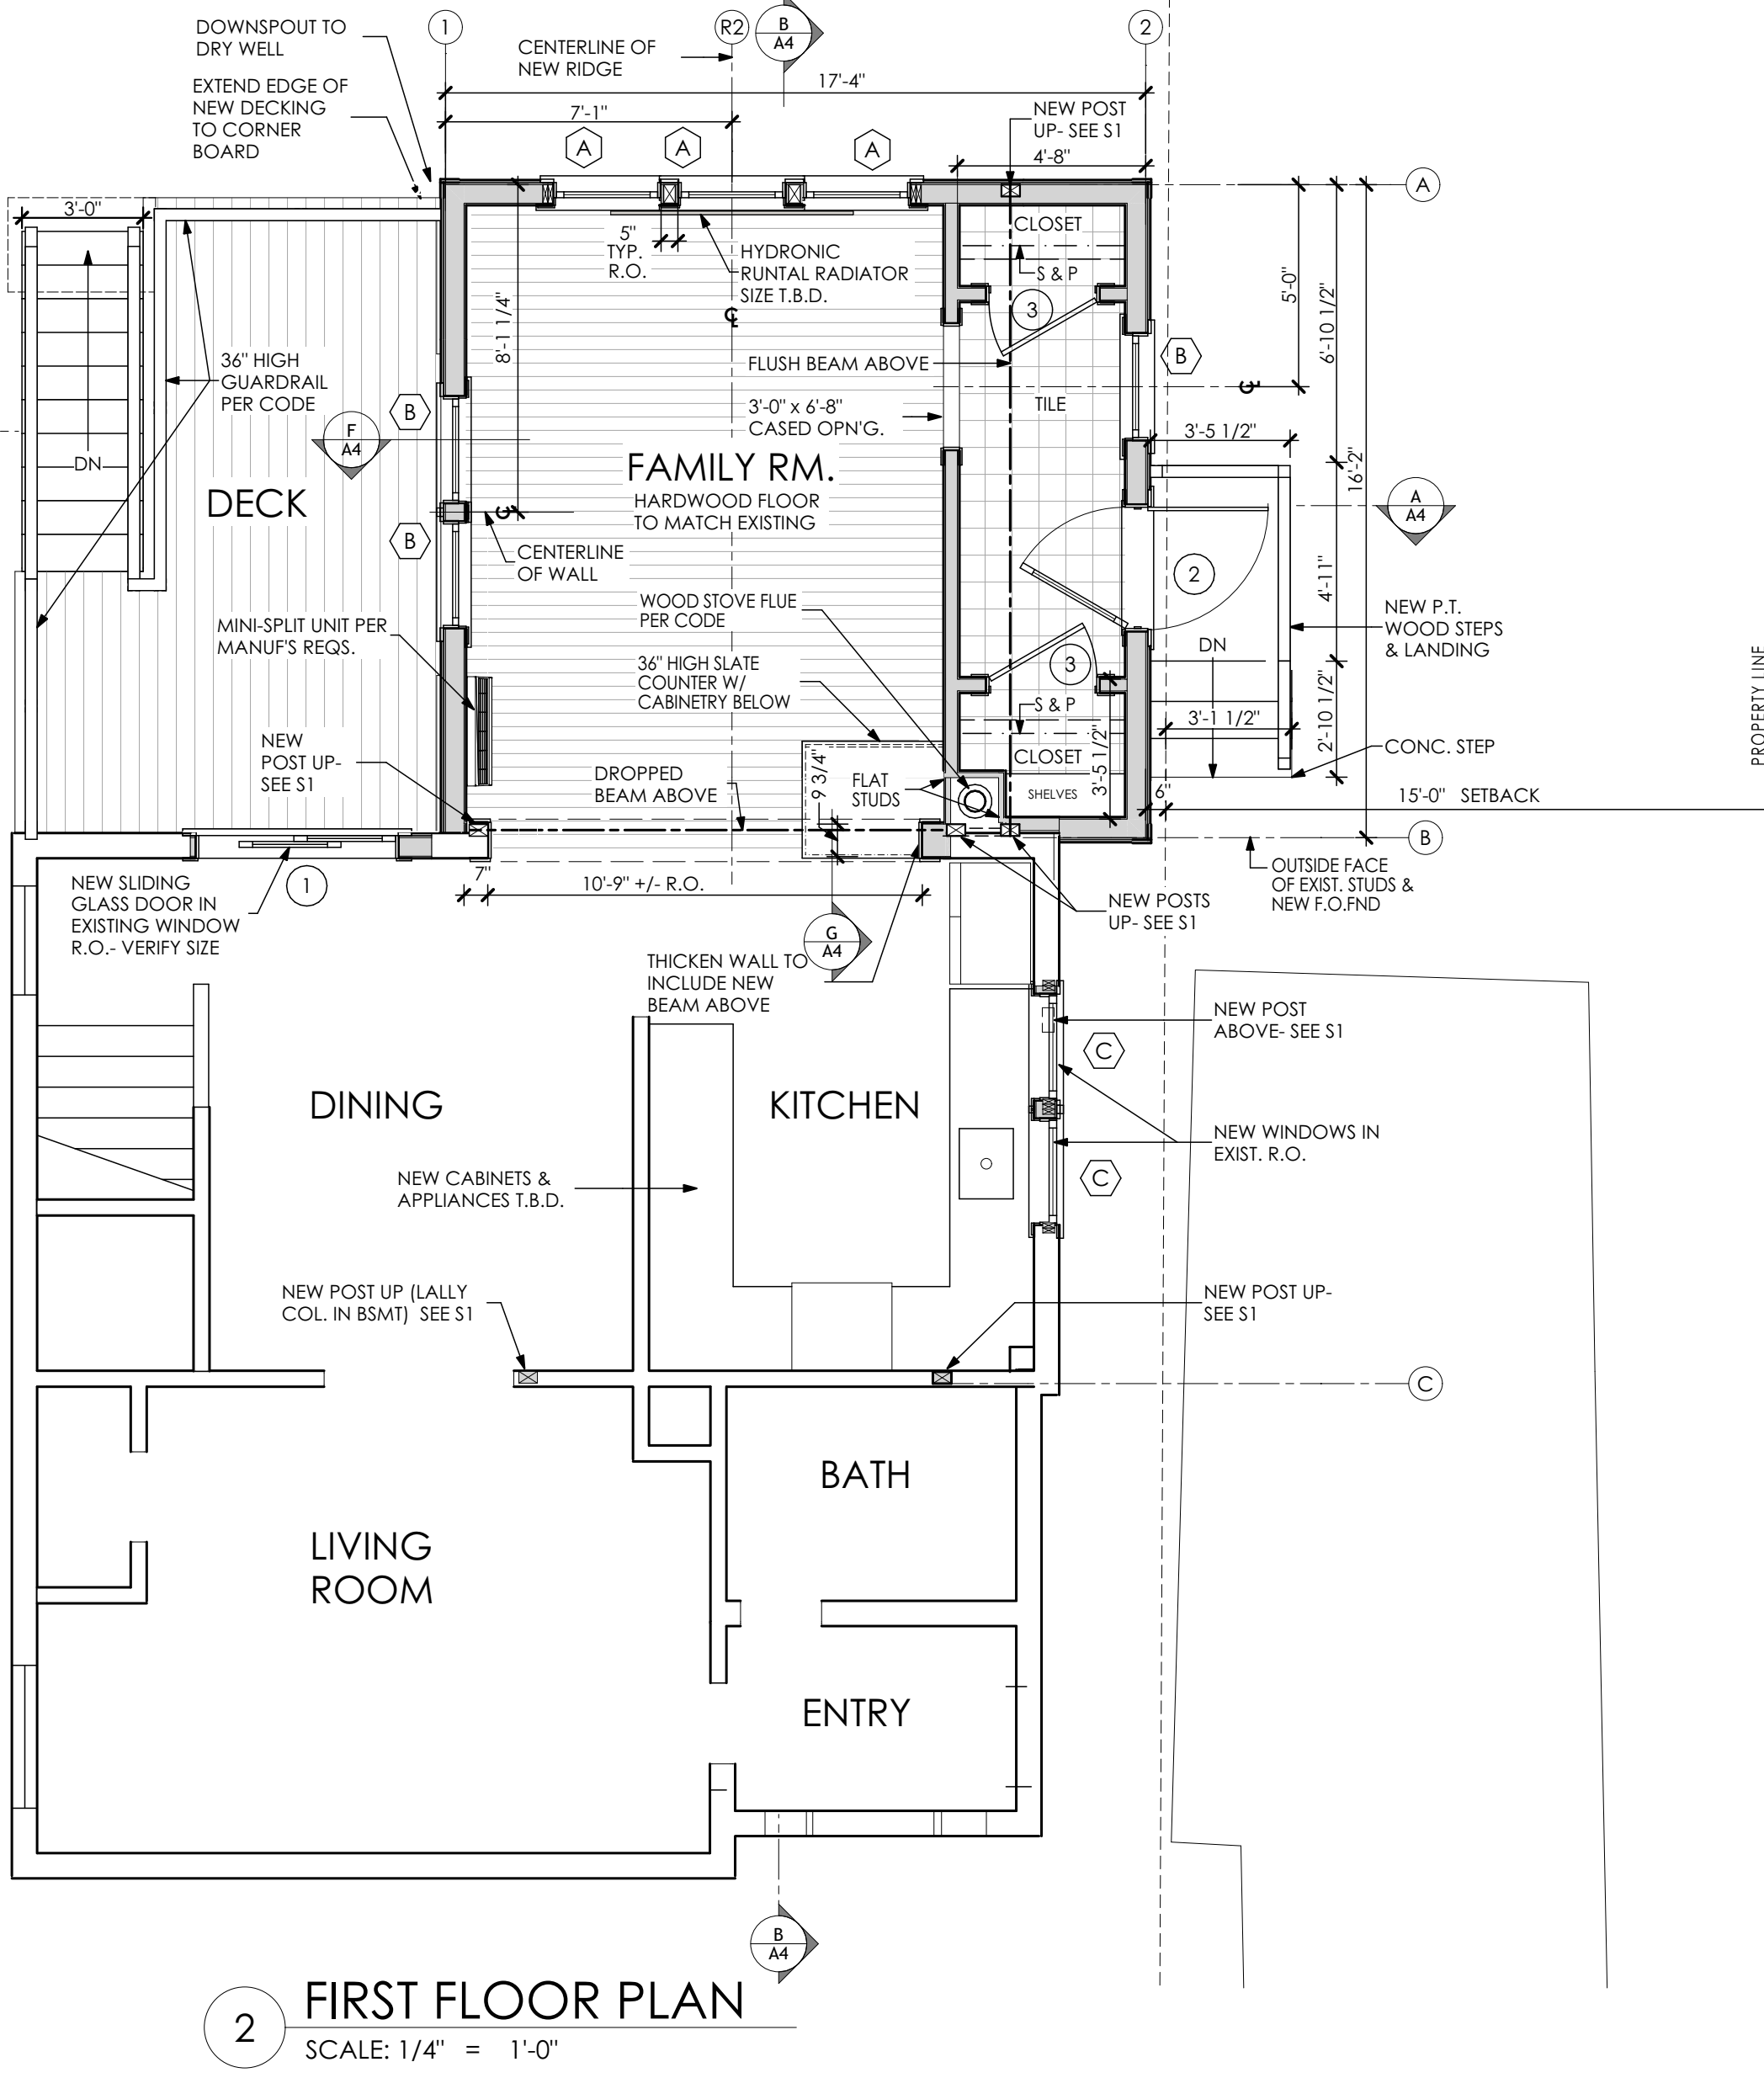 DOWNSPOUT TO
DRY WELL
EXTEND EDGE OF
NEW DECKING
TO CORNER
BOARD
1
CENTERLINE OF
NEW RIDGE
R2
B
A4
2
17'-4"
7'-1"
NEW POST
UP- SEE S1
4'-8"
A
A
A
A
3'-0"
5"
TYP.
R.O.
HYDRONIC
RUNTAL RADIATOR
SIZE T.B.D.
CLOSET
S & P
3
5'-0"
6'-10 1/2"
8'-1 1/4"
36" HIGH
GUARDRAIL
PER CODE
FLUSH BEAM ABOVE
B
3'-0" x 6'-8"
CASED OPN'G.
TILE
B
F
A4
3'-5 1/2"
16'-2"
DN
DECK
FAMILY RM.
HARDWOOD FLOOR
TO MATCH EXISTING
A
A4
B
CENTERLINE
OF WALL
2
4'-11"
WOOD STOVE FLUE
PER CODE
NEW P.T.
WOOD STEPS
& LANDING
MINI-SPLIT UNIT PER
MANUF'S REQS.
DN
PROPERTY LINE
36" HIGH SLATE
COUNTER W/
CABINETRY BELOW
3
S & P
3'-1 1/2"
2'-10 1/2"
NEW
POST UP-
SEE S1
CLOSET
3'-5 1/2"
CONC. STEP
DROPPED
BEAM ABOVE
9 3/4"
FLAT
STUDS
SHELVES
6"
15'-0" SETBACK
B
7"
10'-9" +/- R.O.
OUTSIDE FACE
OF EXIST. STUDS &
NEW F.O.FND
NEW SLIDING
GLASS DOOR IN
EXISTING WINDOW
R.O.- VERIFY SIZE
1
NEW POSTS
UP- SEE S1
G
A4
THICKEN WALL TO
INCLUDE NEW
BEAM ABOVE
NEW POST
ABOVE- SEE S1
C
DINING
KITCHEN
NEW WINDOWS IN
EXIST. R.O.
C
NEW CABINETS &
APPLIANCES T.B.D.
NEW POST UP (LALLY
COL. IN BSMT) SEE S1
NEW POST UP-
SEE S1
C
BATH
LIVING
ROOM
ENTRY
B
A4
2
FIRST FLOOR PLAN
SCALE: 1/4" = 1'-0"